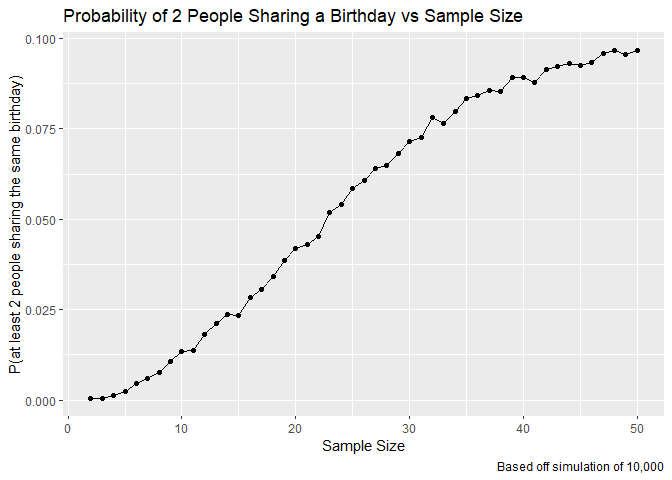 Probability of 2 People Sharing a Birthday vs Sample Size
P(at least 2 people sharing the same birthday)
0.100
0.075
0.050
0.025
0.000
0 10 20 30 40 50
Sample Size
Based off simulation of 10,000